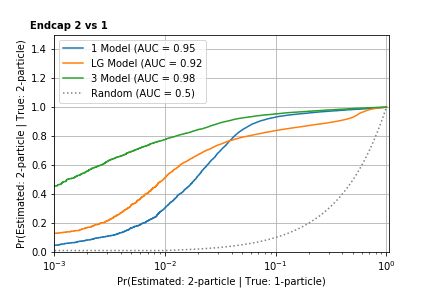 Endcap 2 vs 1
1 Model (AUC = 0.95
LG Model (AUC = 0.92
3 Model (AUC = 0.98
Random (AUC = 0.5)
Pr(Estimated: 2-particle | True: 2-particle)
1.4
1.2
1.0
0.8
0.6
0.4
0.2
0.0
10⁻³ 10⁻² 10⁻¹ 10⁰
Pr(Estimated: 2-particle | True: 1-particle)